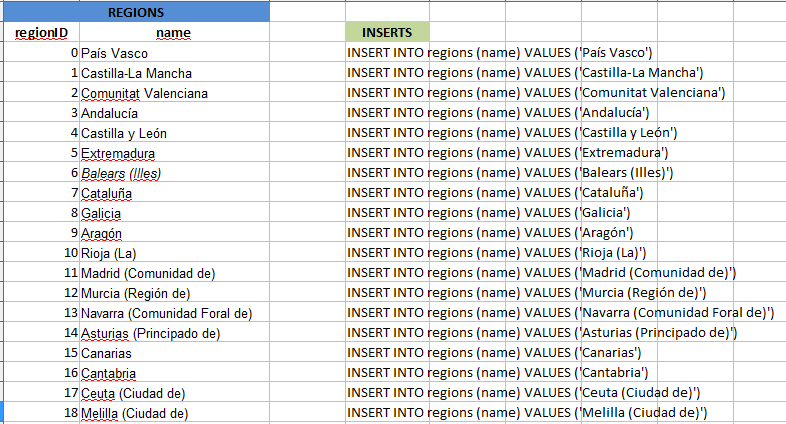 REGIONS
regionID name INSERTS
0 País Vasco INSERT INTO regions (name) VALUES ('País Vasco')
1 Castilla-La Mancha INSERT INTO regions (name) VALUES ('Castilla-La Mancha')
2 Comunitat Valenciana INSERT INTO regions (name) VALUES ('Comunitat Valenciana')
3 Andalucía INSERT INTO regions (name) VALUES ('Andalucía')
4 Castilla y León INSERT INTO regions (name) VALUES ('Castilla y León')
5 Extremadura INSERT INTO regions (name) VALUES ('Extremadura')
6 Balears (Illes) INSERT INTO regions (name) VALUES ('Balears (Illes)')
7 Cataluña INSERT INTO regions (name) VALUES ('Cataluña')
8 Galicia INSERT INTO regions (name) VALUES ('Galicia')
9 Aragón INSERT INTO regions (name) VALUES ('Aragón')
10 Rioja (La) INSERT INTO regions (name) VALUES ('Rioja (La)')
11 Madrid (Comunidad de) INSERT INTO regions (name) VALUES ('Madrid (Comunidad de)')
12 Murcia (Región de) INSERT INTO regions (name) VALUES ('Murcia (Región de)')
13 Navarra (Comunidad Foral de) INSERT INTO regions (name) VALUES ('Navarra (Comunidad Foral de)')
14 Asturias (Principado de) INSERT INTO regions (name) VALUES ('Asturias (Principado de)')
15 Canarias INSERT INTO regions (name) VALUES ('Canarias')
16 Cantabria INSERT INTO regions (name) VALUES ('Cantabria')
17 Ceuta (Ciudad de) INSERT INTO regions (name) VALUES ('Ceuta (Ciudad de)')
18 Melilla (Ciudad de) INSERT INTO regions (name) VALUES ('Melilla (Ciudad de)')